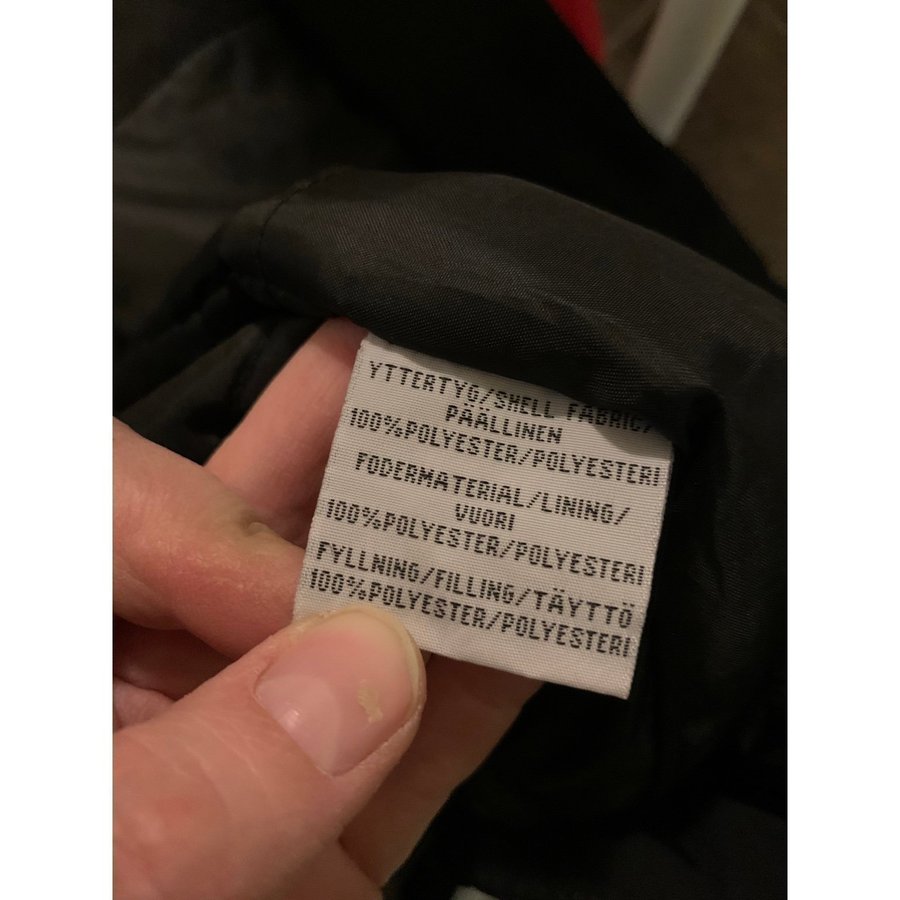 YTTERTYG/SHELL FABRIC/
PÄÄLLINEN
100%POLYESTER/POLYESTERI
FODERMATERIAL/LINING/
VUORI
100%POLYESTER/POLYESTERI
FYLLNING/FILLING/TÄYTTÖ
100%POLYESTER/POLYESTERI